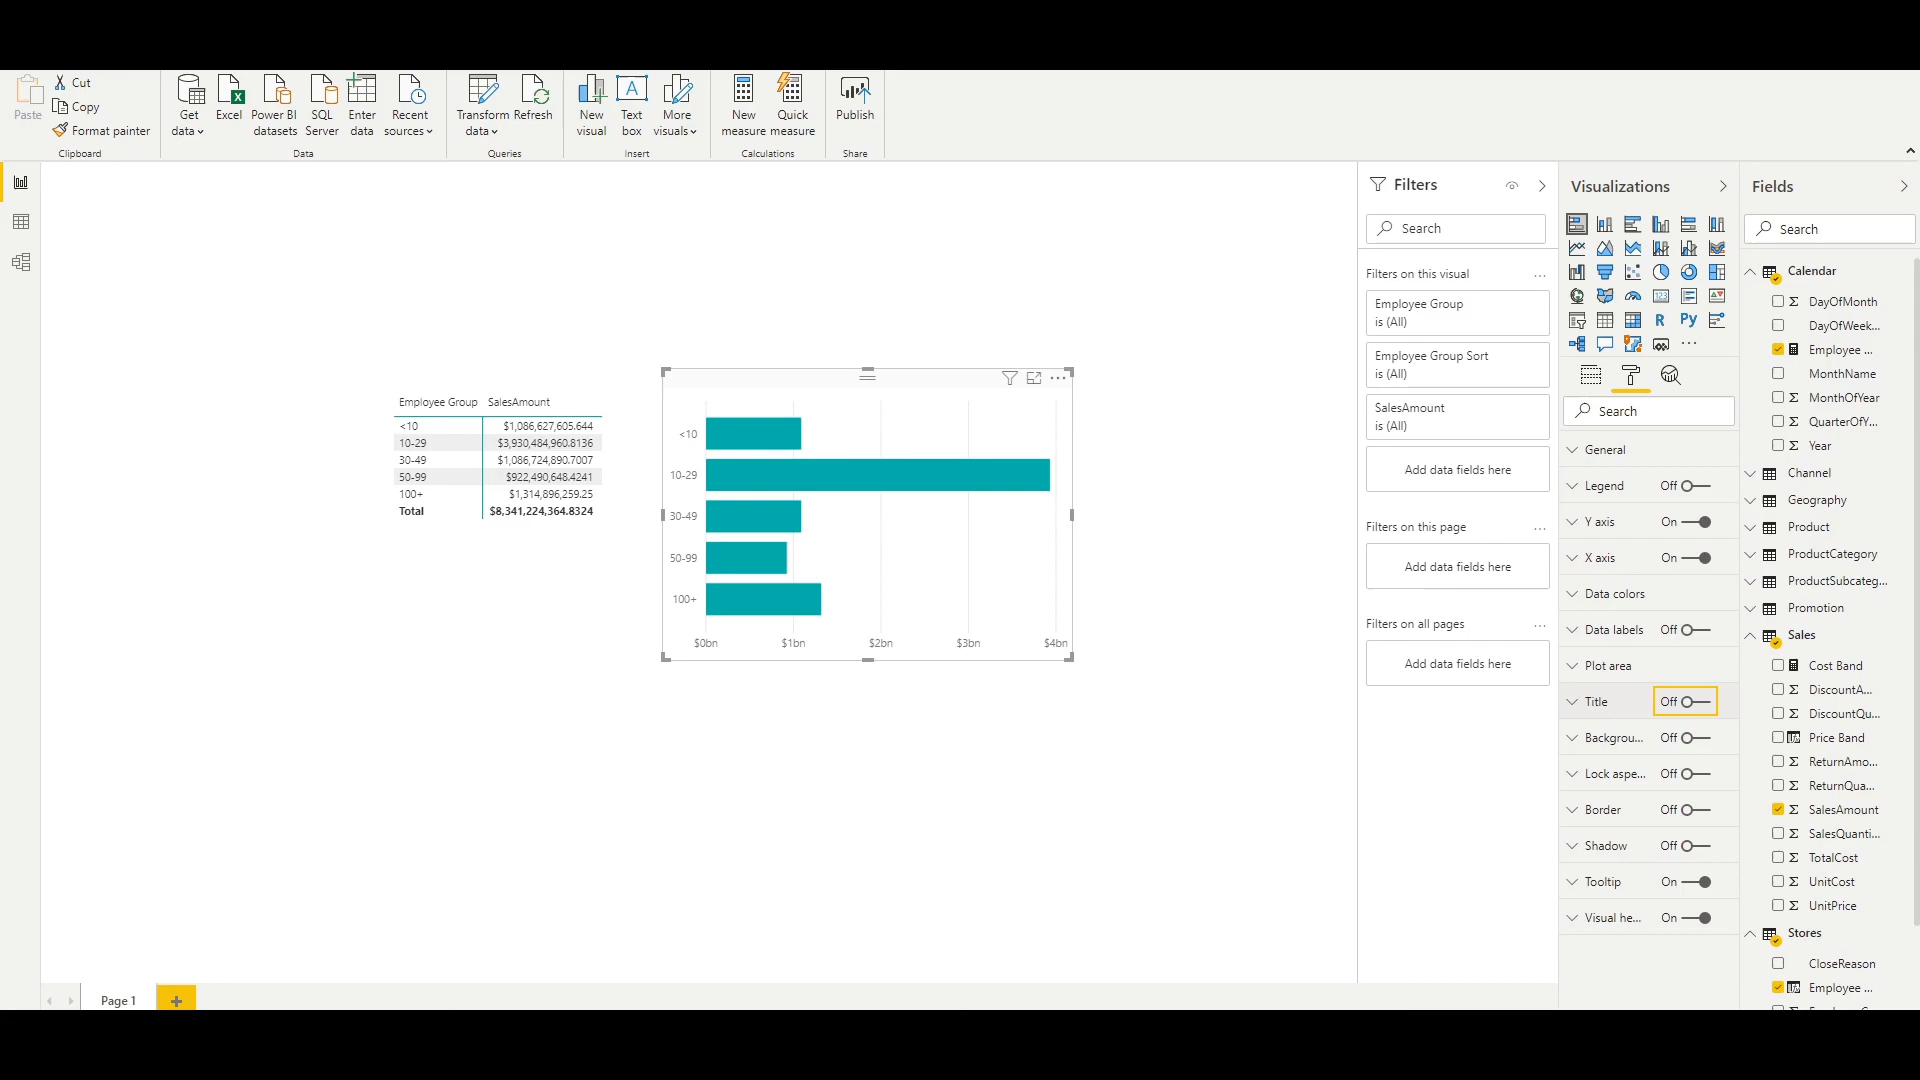 Paste
Cut
Copy
Format painter
Clipboard
Get data
Excel
Power BI datasets
SQL Server
Enter data
Recent sources
Data
Transform data
Refresh
Queries
New visual
Text box
More visuals
Insert
New measure
Quick measure
Calculations
Publish
Share
Employee Group SalesAmount
<10 $1,086,627,605.644
10-29 $3,930,484,960.8136
30-49 $1,086,724,890.7007
50-99 $922,490,648.4241
100+ $1,314,896,259.25
Total $8,341,224,364.8324
<10
10-29
30-49
50-99
100+
$0bn $1bn $2bn $3bn $4bn
Filters
Search
Filters on this visual
Employee Group
is (All)
Employee Group Sort
is (All)
SalesAmount
is (All)
Add data fields here
Filters on this page
Add data fields here
Filters on all pages
Add data fields here
Visualizations
R
Py
Search
General
Legend Off
Y axis On
X axis On
Data colors
Data labels Off
Plot area
Title Off
Backgrou... Off
Lock aspe... Off
Border Off
Shadow Off
Tooltip On
Visual he... On
Fields
Search
Calendar
DayOfMonth
DayOfWeek...
Employee ...
MonthName
MonthOfYear
QuarterOfY...
Year
Channel
Geography
Product
ProductCategory
ProductSubcateg...
Promotion
Sales
Cost Band
DiscountA...
DiscountQu...
Price Band
ReturnAmo...
ReturnQua...
SalesAmount
SalesQuanti...
TotalCost
UnitCost
UnitPrice
Stores
CloseReason
Employee ...
Page 1